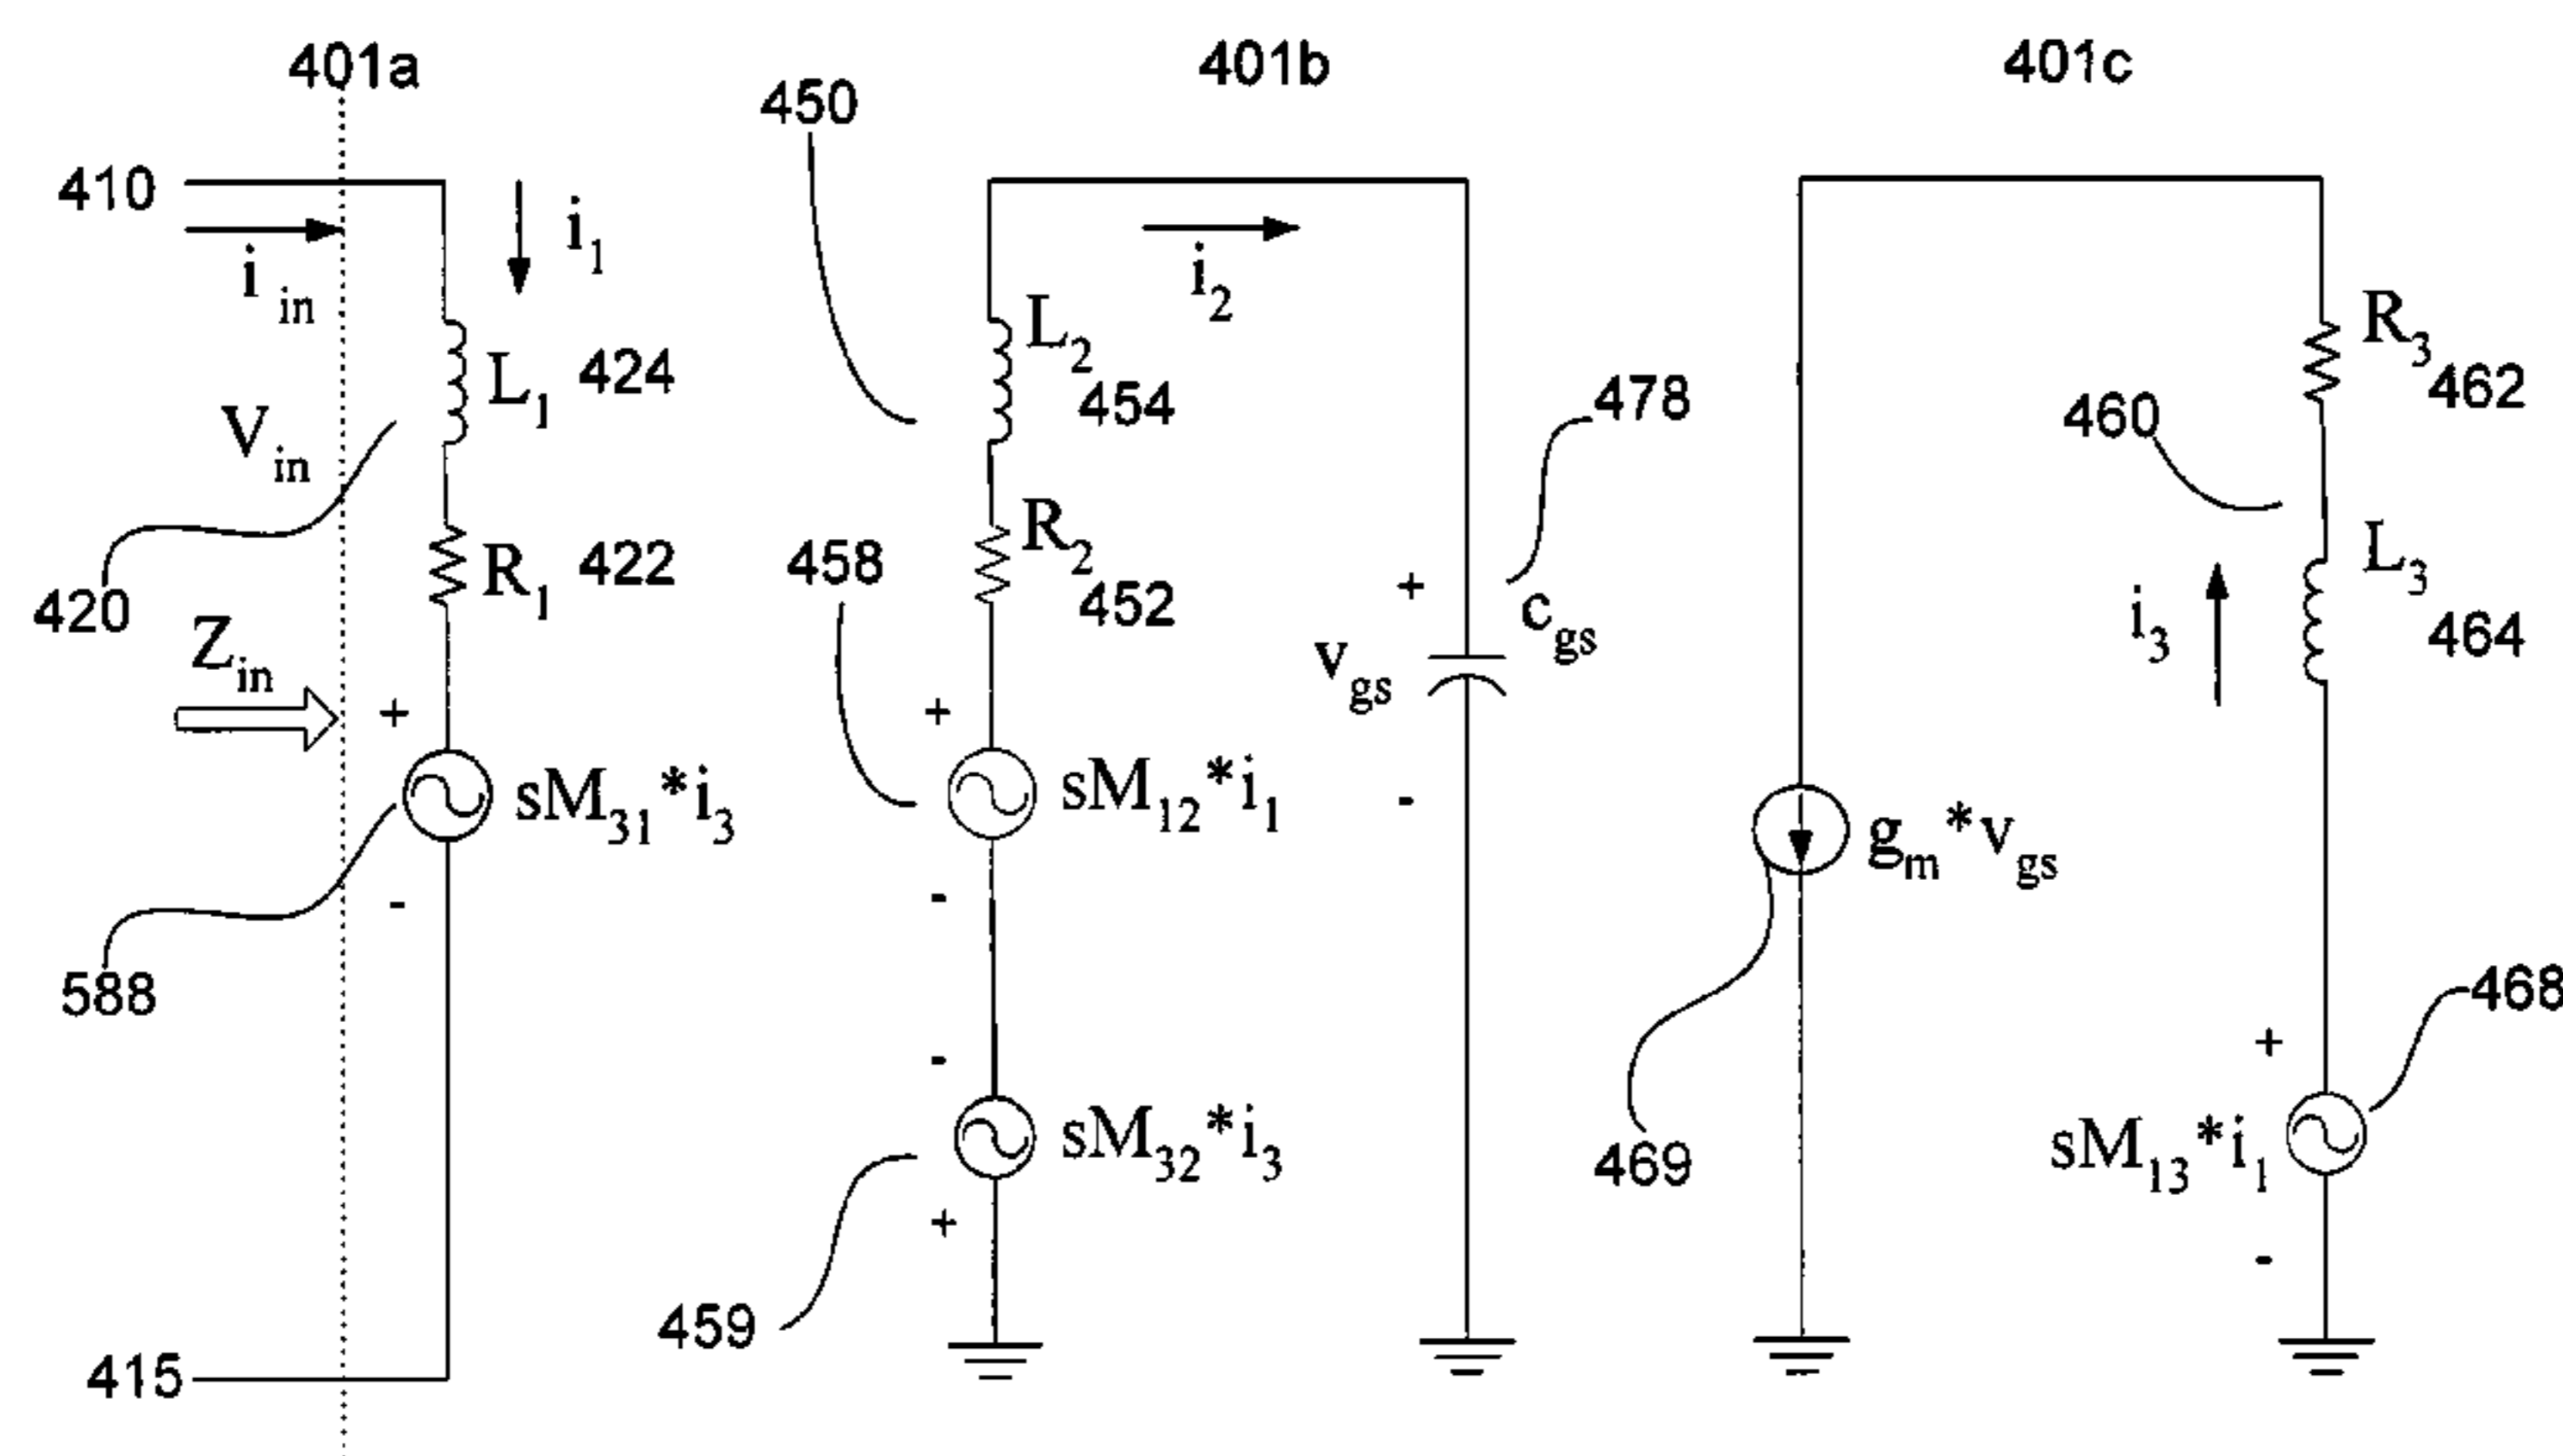 401a
401b
401c
450
410
i1
iin
i2
L1 424
L2
454
478
R3
462
460
Vin
R1 422
R2
452
458
420
Zin
+
+
+
vgs
cgs
L3
464
i3
sM31*i3
sM12*i1
-
gm*vgs
-
-
588
468
-
+
sM32*i3
sM13*i1
469
+
-
459
415